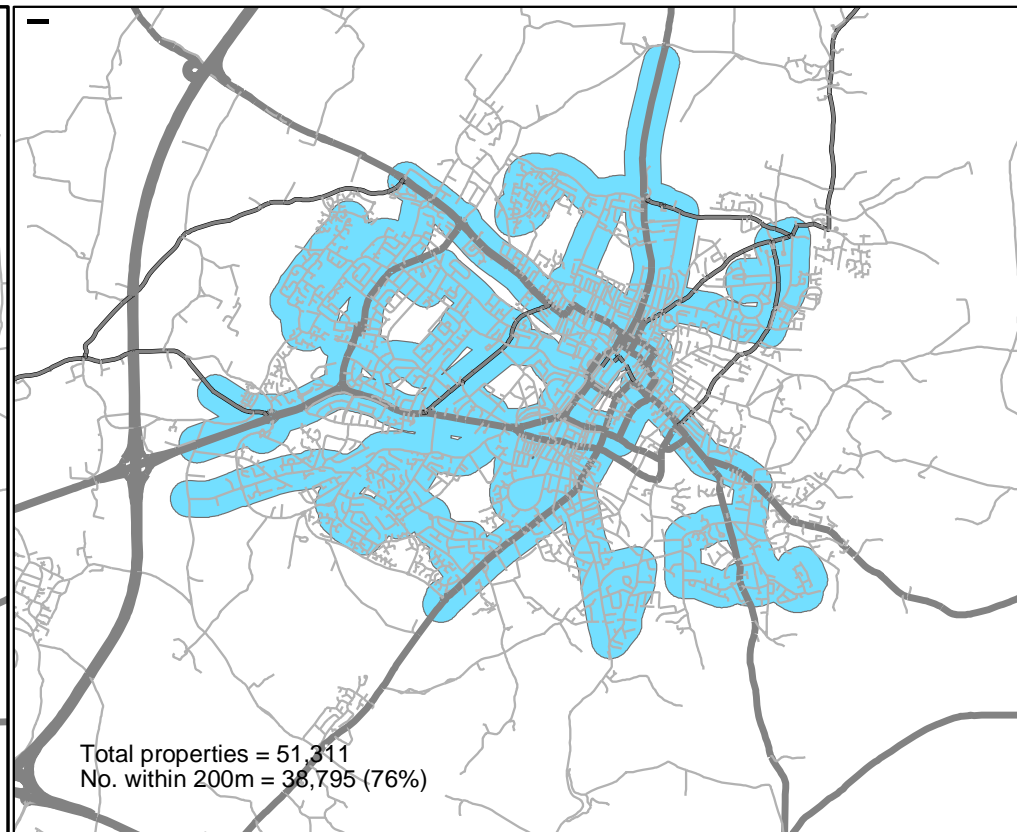 Total properties = 51,311
No. within 200m = 38,795 (76%)